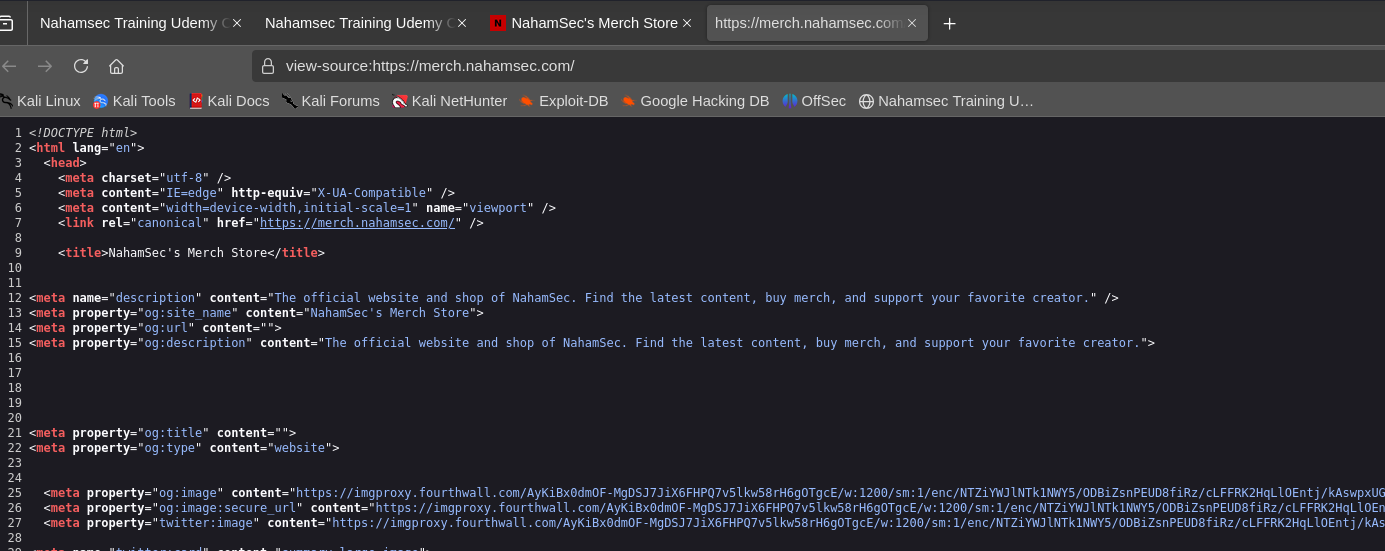 Nahamsec Training Udemy
Nahamsec Training Udemy
N NahamSec's Merch Store
https://merch.nahamsec.com
view-source:https://merch.nahamsec.com/
Kali Linux Kali Tools Kali Docs Kali Forums Kali NetHunter Exploit-DB Google Hacking DB OffSec Nahamsec Training U…
1 <!DOCTYPE html>
2 <html lang="en">
3 <head>
4 <meta charset="utf-8" />
5 <meta content="IE=edge" http-equiv="X-UA-Compatible" />
6 <meta content="width=device-width,initial-scale=1" name="viewport" />
7 <link rel="canonical" href="https://merch.nahamsec.com/" />
8
9 <title>NahamSec's Merch Store</title>
10
11
12 <meta name="description" content="The official website and shop of NahamSec. Find the latest content, buy merch, and support your favorite creator." />
13 <meta property="og:site_name" content="NahamSec's Merch Store">
14 <meta property="og:url" content="">
15 <meta property="og:description" content="The official website and shop of NahamSec. Find the latest content, buy merch, and support your favorite creator.">
16
17
18
19
20
21 <meta property="og:title" content="">
22 <meta property="og:type" content="website">
23
24
25 <meta property="og:image" content="https://imgproxy.fourthwall.com/AyKiBx0dmOF-MgDSJ7JiX6FHPQ7v5lkw58rH6gOTgcE/w:1200/sm:1/enc/NTZiYWJlNTk1NWY5/ODBiZsnPEUD8fiRz/cLFFRK2HqLlOEntj/kAswpxUG
26 <meta property="og:image:secure_url" content="https://imgproxy.fourthwall.com/AyKiBx0dmOF-MgDSJ7JiX6FHPQ7v5lkw58rH6gOTgcE/w:1200/sm:1/enc/NTZiYWJlNTk1NWY5/ODBiZsnPEUD8fiRz/cLFFRK2HqLlOEn
27 <meta property="twitter:image" content="https://imgproxy.fourthwall.com/AyKiBx0dmOF-MgDSJ7JiX6FHPQ7v5lkw58rH6gOTgcE/w:1200/sm:1/enc/NTZiYWJlNTk1NWY5/ODBiZsnPEUD8fiRz/cLFFRK2HqLlOEntj/kAs
28